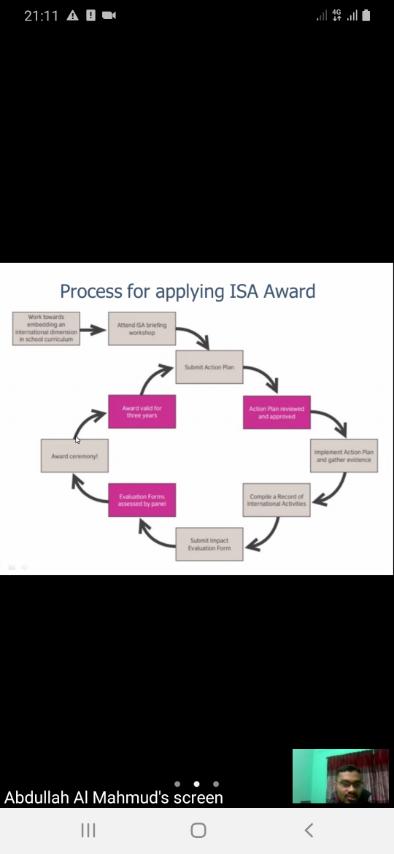 21:11
4G
Process for applying ISA Award
Work towards
embedding an
international dimension
in school curriculum
Attend ISA briefing
workshop
Submit Action Plan
Award valid for
three years
Action Plan reviewed
and approved
Award ceremony!
Implement Action Plan
and gather evidence
Evaluation Forms
assessed by panel
Compile a Record of
International Activities
Submit Impact
Evaluation Form
Abdullah Al Mahmud's screen